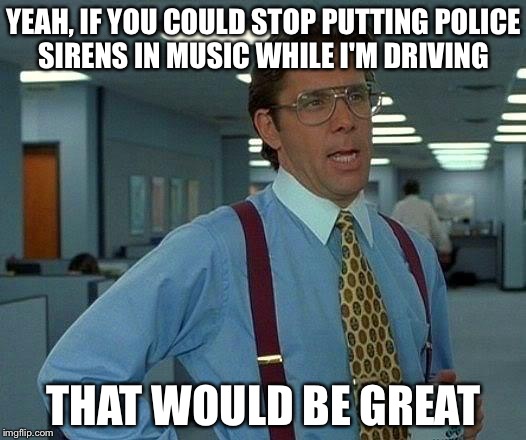 YEAH, IF YOU COULD STOP PUTTING POLICE
SIRENS IN MUSIC WHILE I'M DRIVING
THAT WOULD BE GREAT
imgflip.com